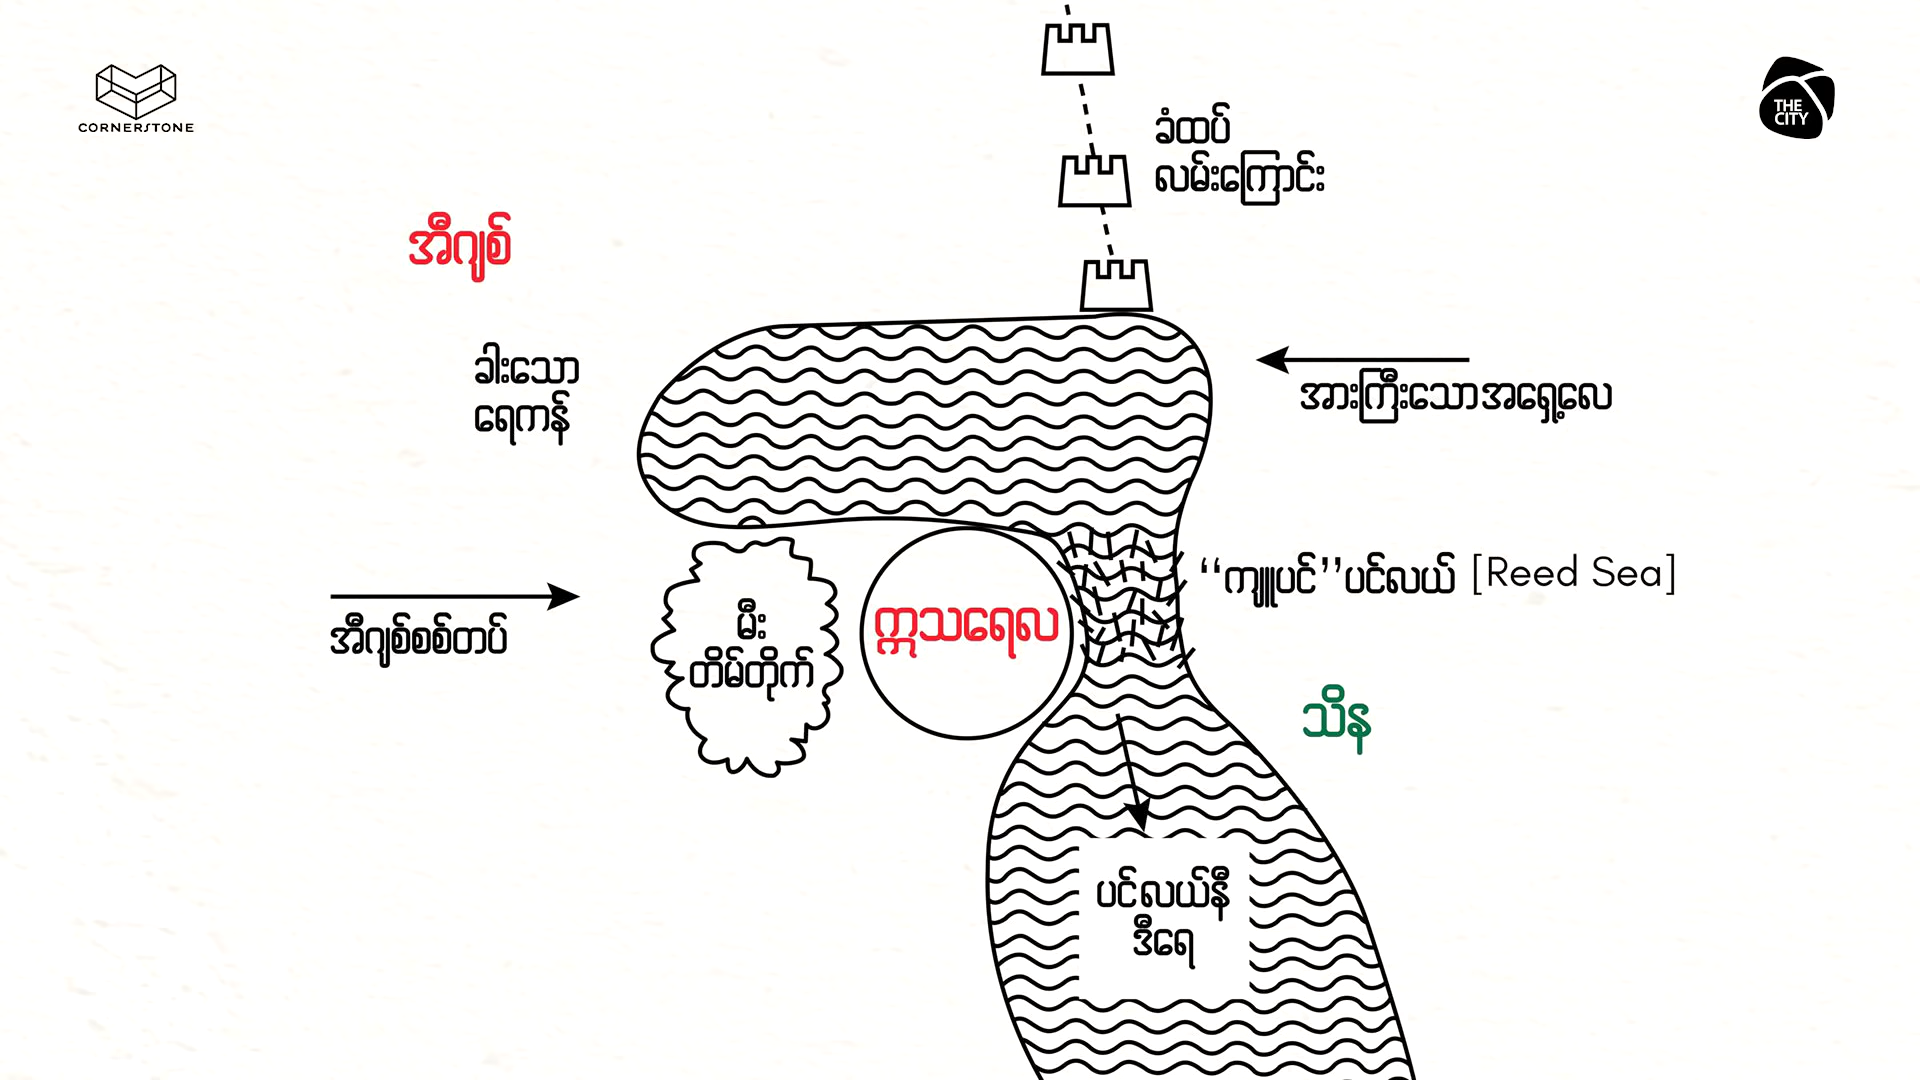 CORNERSTONE
THE
CITY
ခံထပ်
လမ်းကြောင်း
အီဂျစ်
ခါးသော
ရေကန်
အားကြီးသောအရှေ့လေ
“ကျူပင်”ပင်လယ် [Reed Sea]
အီဂျစ်စစ်တပ်
မီး
တိမ်တိုက်
ဣသရေလ
သိန
ပင်လယ်နီ
ဒီရေ